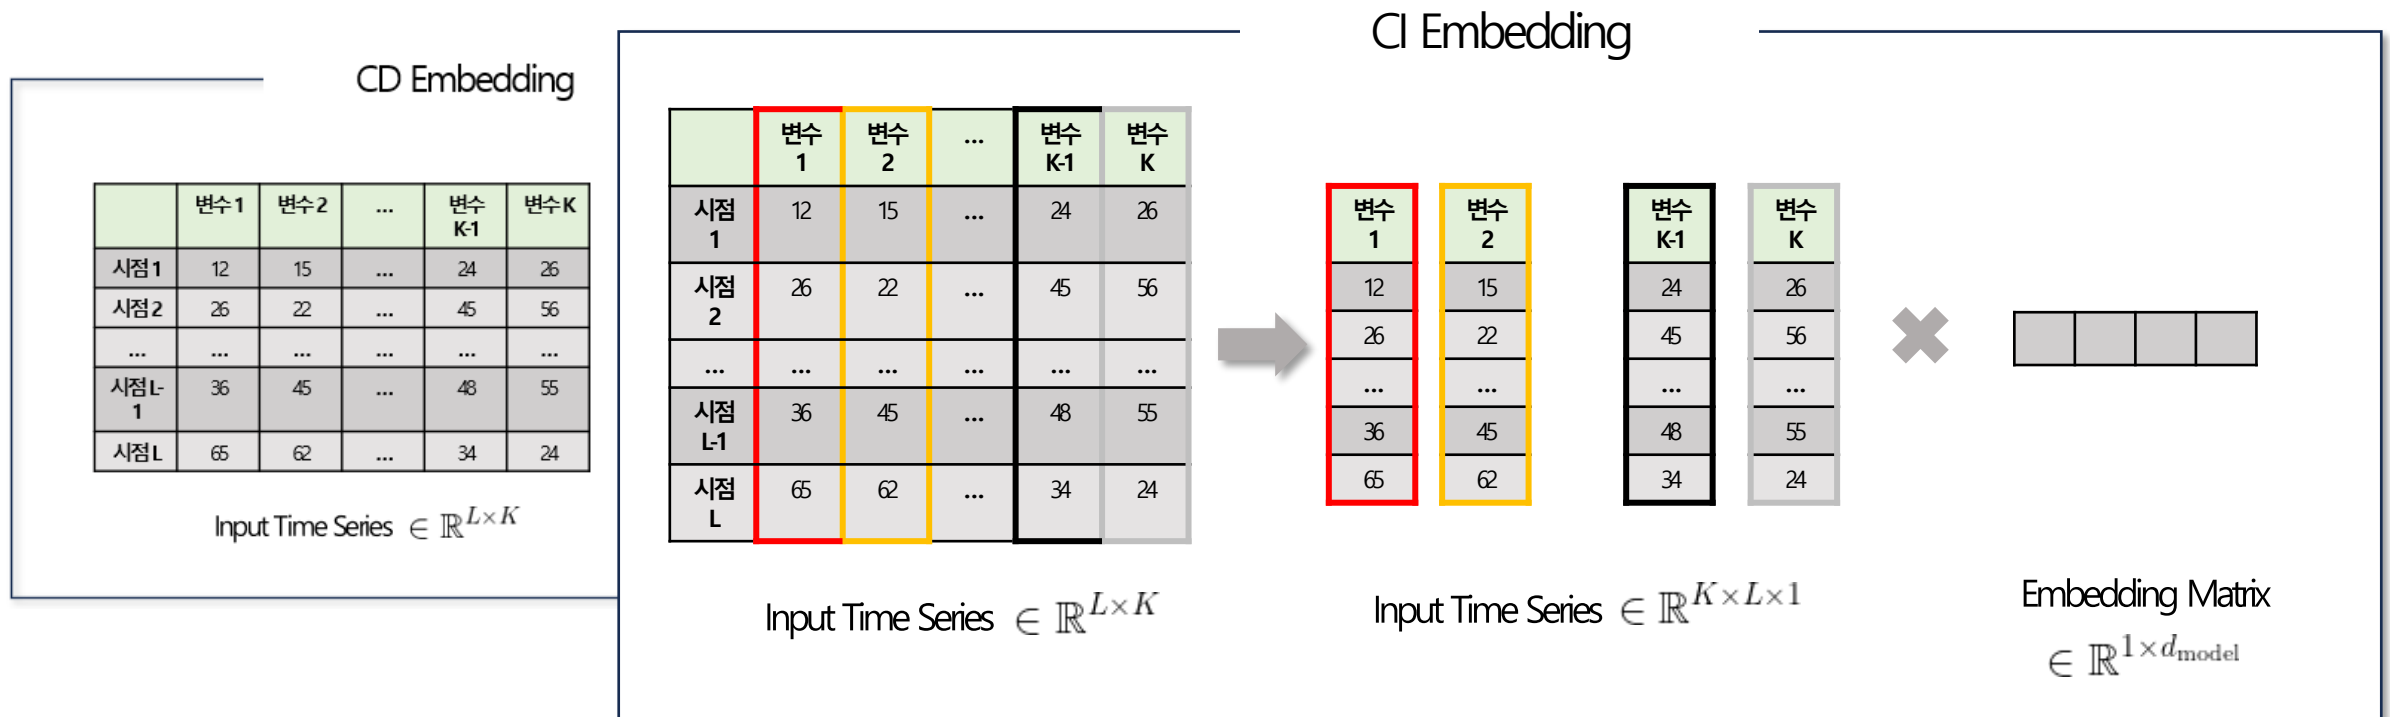 CD Embedding
변수1 변수2 ... 변수 K-1 변수K
시점1 12 15 ... 24 26
시점2 26 22 ... 45 56
... ... ... ... ... ...
시점L-1 36 45 ... 48 55
시점L 65 62 ... 34 24
Input Time Series ∈ ℝ^{L×K}
CI Embedding
변수 1 변수 2 ... 변수 K-1 변수 K
시점 1 12 15 ... 24 26
시점 2 26 22 ... 45 56
... ... ... ... ... ...
시점 L-1 36 45 ... 48 55
시점 L 65 62 ... 34 24
Input Time Series ∈ ℝ^{L×K}
변수 1 변수 2 변수 K-1 변수 K
12 15 24 26
26 22 45 56
... ... ... ...
36 45 48 55
65 62 34 24
Input Time Series ∈ ℝ^{K×L×1}
Embedding Matrix
∈ ℝ^{1×d_{model}}